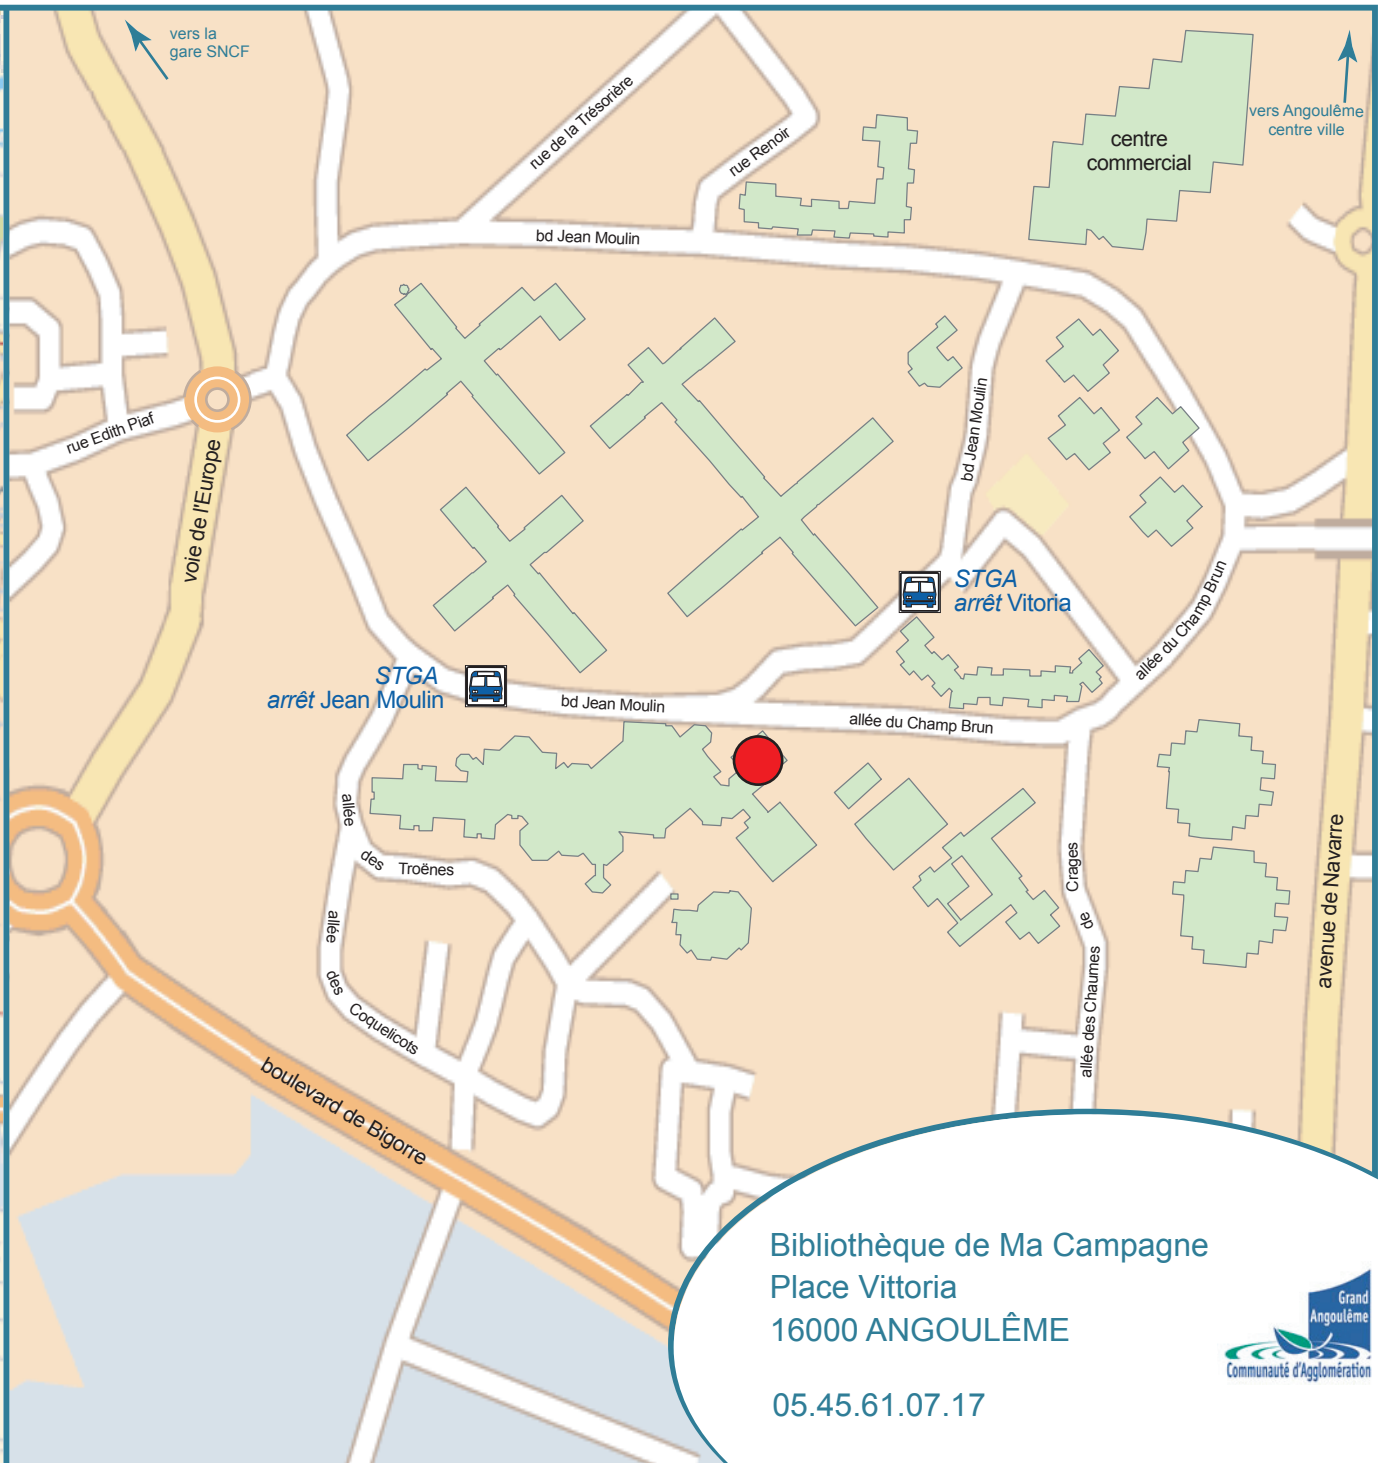 vers la
gare SNCF
vers Angoulême
centre ville
centre
commercial
rue de la Trésorière
rue Renoir
bd Jean Moulin
rue Edith Piaf
voie de l'Europe
bd Jean Moulin
STGA
arrêt Vitoria
allée du Champ Brun
STGA
arrêt Jean Moulin
bd Jean Moulin
allée du Champ Brun
allée
des Troënes
allée
des
Coquelicots
Crages
de
allée des Chaumes
avenue de Navarre
boulevard de Bigorre
Bibliothèque de Ma Campagne
Place Vittoria
16000 ANGOULÊME
05.45.61.07.17
Grand
Angoulême
Communauté d'Agglomération